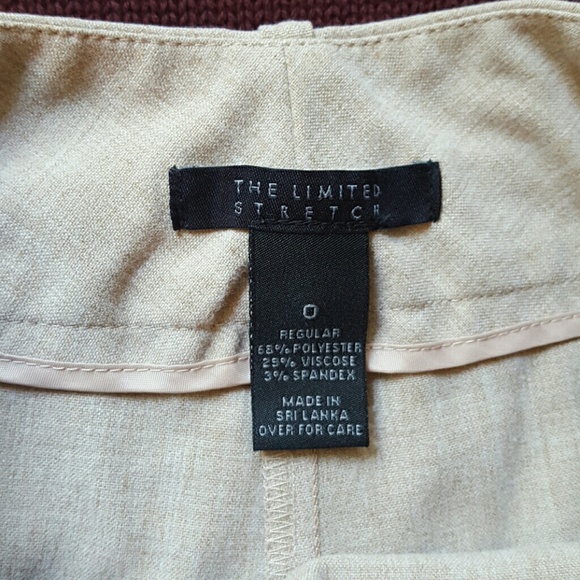 THE LIMITED
STRETCH
0
REGULAR
68% POLYESTER
29% VISCOSE
3% SPANDEX
MADE IN
SRI LANKA
OVER FOR CARE